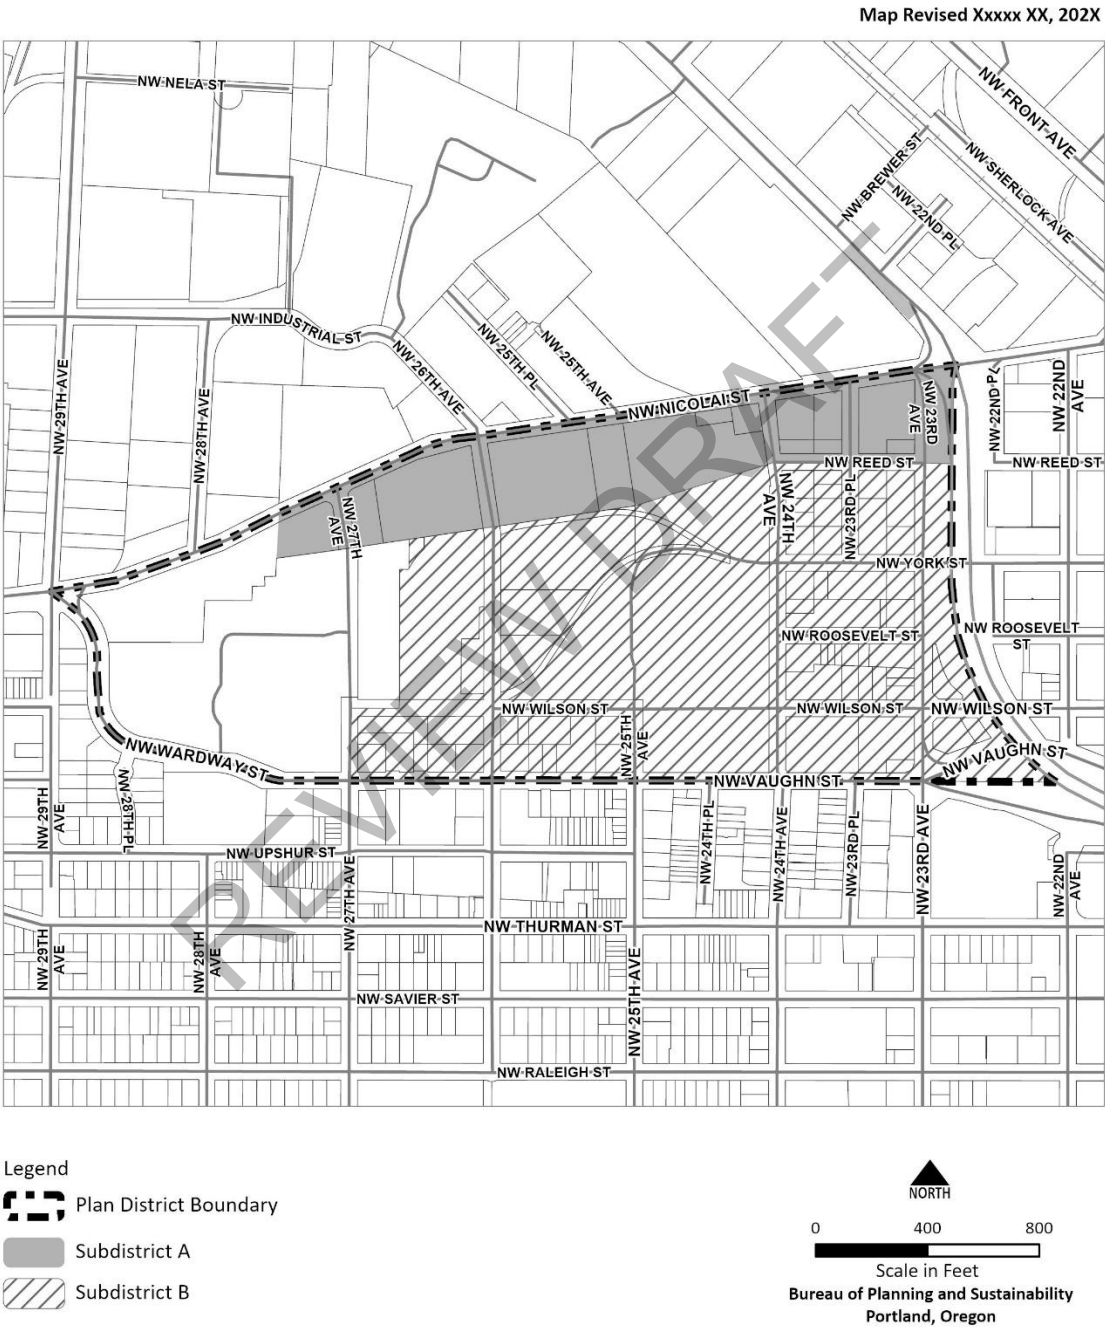 Map Revised Xxxxx XX, 202X
NW NELA ST
NW FRONT AVE
NW SHERLOCK AVE
NW BREWER ST
NW 22ND PL
NW INDUSTRIAL ST
NW 29TH AVE
NW 28TH AVE
NW 26TH AVE
NW 25TH PL
NW 25TH AVE
NW NICOLAI ST
NW 23RD
AVE
NW 22ND PL
NW 22ND
AVE
NW REED ST
NW REED ST
NW 27TH
AVE
NW 24TH
AVE
NW 23RD PL
NW YORK ST
NW ROOSEVELT ST
NW ROOSEVELT
ST
NW WILSON ST
NW WILSON ST
NW WILSON ST
NW 25TH
AVE
NW WARDWAY ST
NW VAUGHN ST
NW VAUGHN ST
NW 29TH
AVE
NW 28TH PL
NW 24TH PL
NW 24TH AVE
NW 23RD PL
NW 23RD AVE
NW 22ND
AVE
NW UPSHUR ST
NW 27TH AVE
NW THURMAN ST
NW 29TH
AVE
NW 28TH
AVE
NW 25TH AVE
NW SAVIER ST
NW RALEIGH ST
REVIEW DRAFT
Legend
Plan District Boundary
Subdistrict A
Subdistrict B
NORTH
0 400 800
Scale in Feet
Bureau of Planning and Sustainability
Portland, Oregon